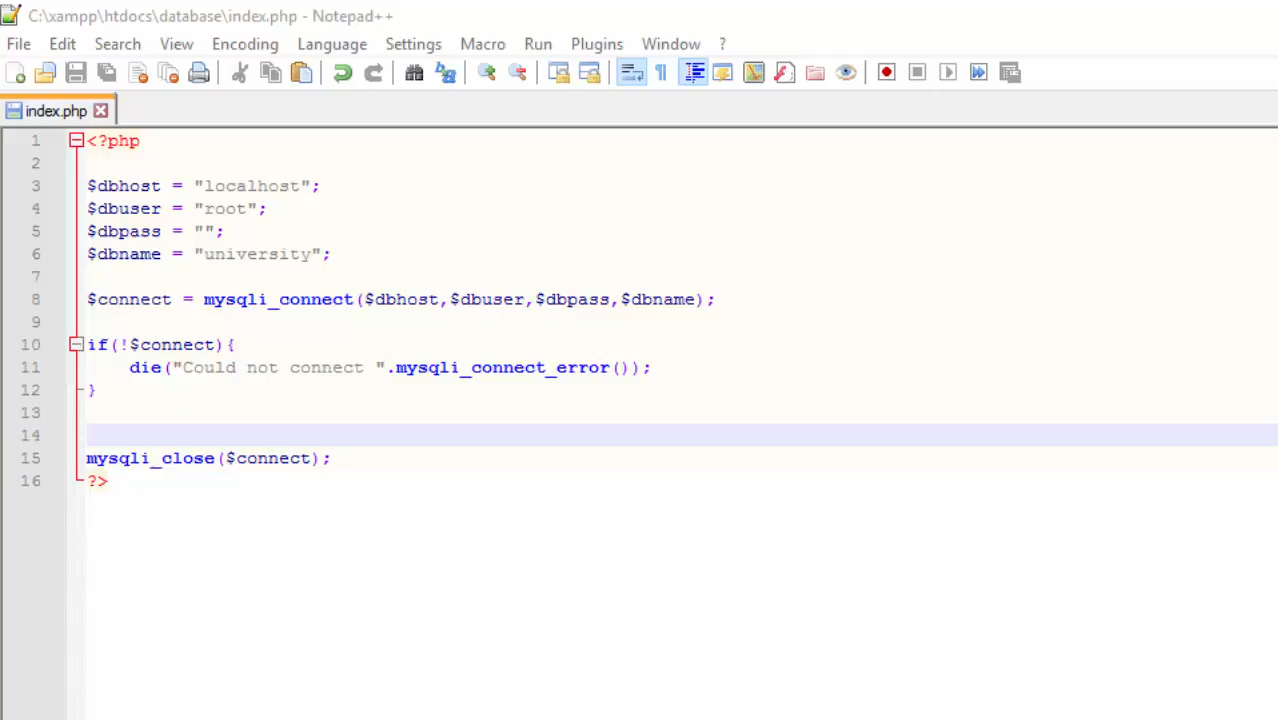 C:\xampp\htdocs\database\index.php - Notepad++
File Edit Search View Encoding Language Settings Macro Run Plugins Window ?
index.php
1 <?php
2
3 $dbhost = "localhost";
4 $dbuser = "root";
5 $dbpass = "";
6 $dbname = "university";
7
8 $connect = mysqli_connect($dbhost,$dbuser,$dbpass,$dbname);
9
10 if(!$connect){
11 die("Could not connect ".mysqli_connect_error());
12 }
13
14
15 mysqli_close($connect);
16 ?>